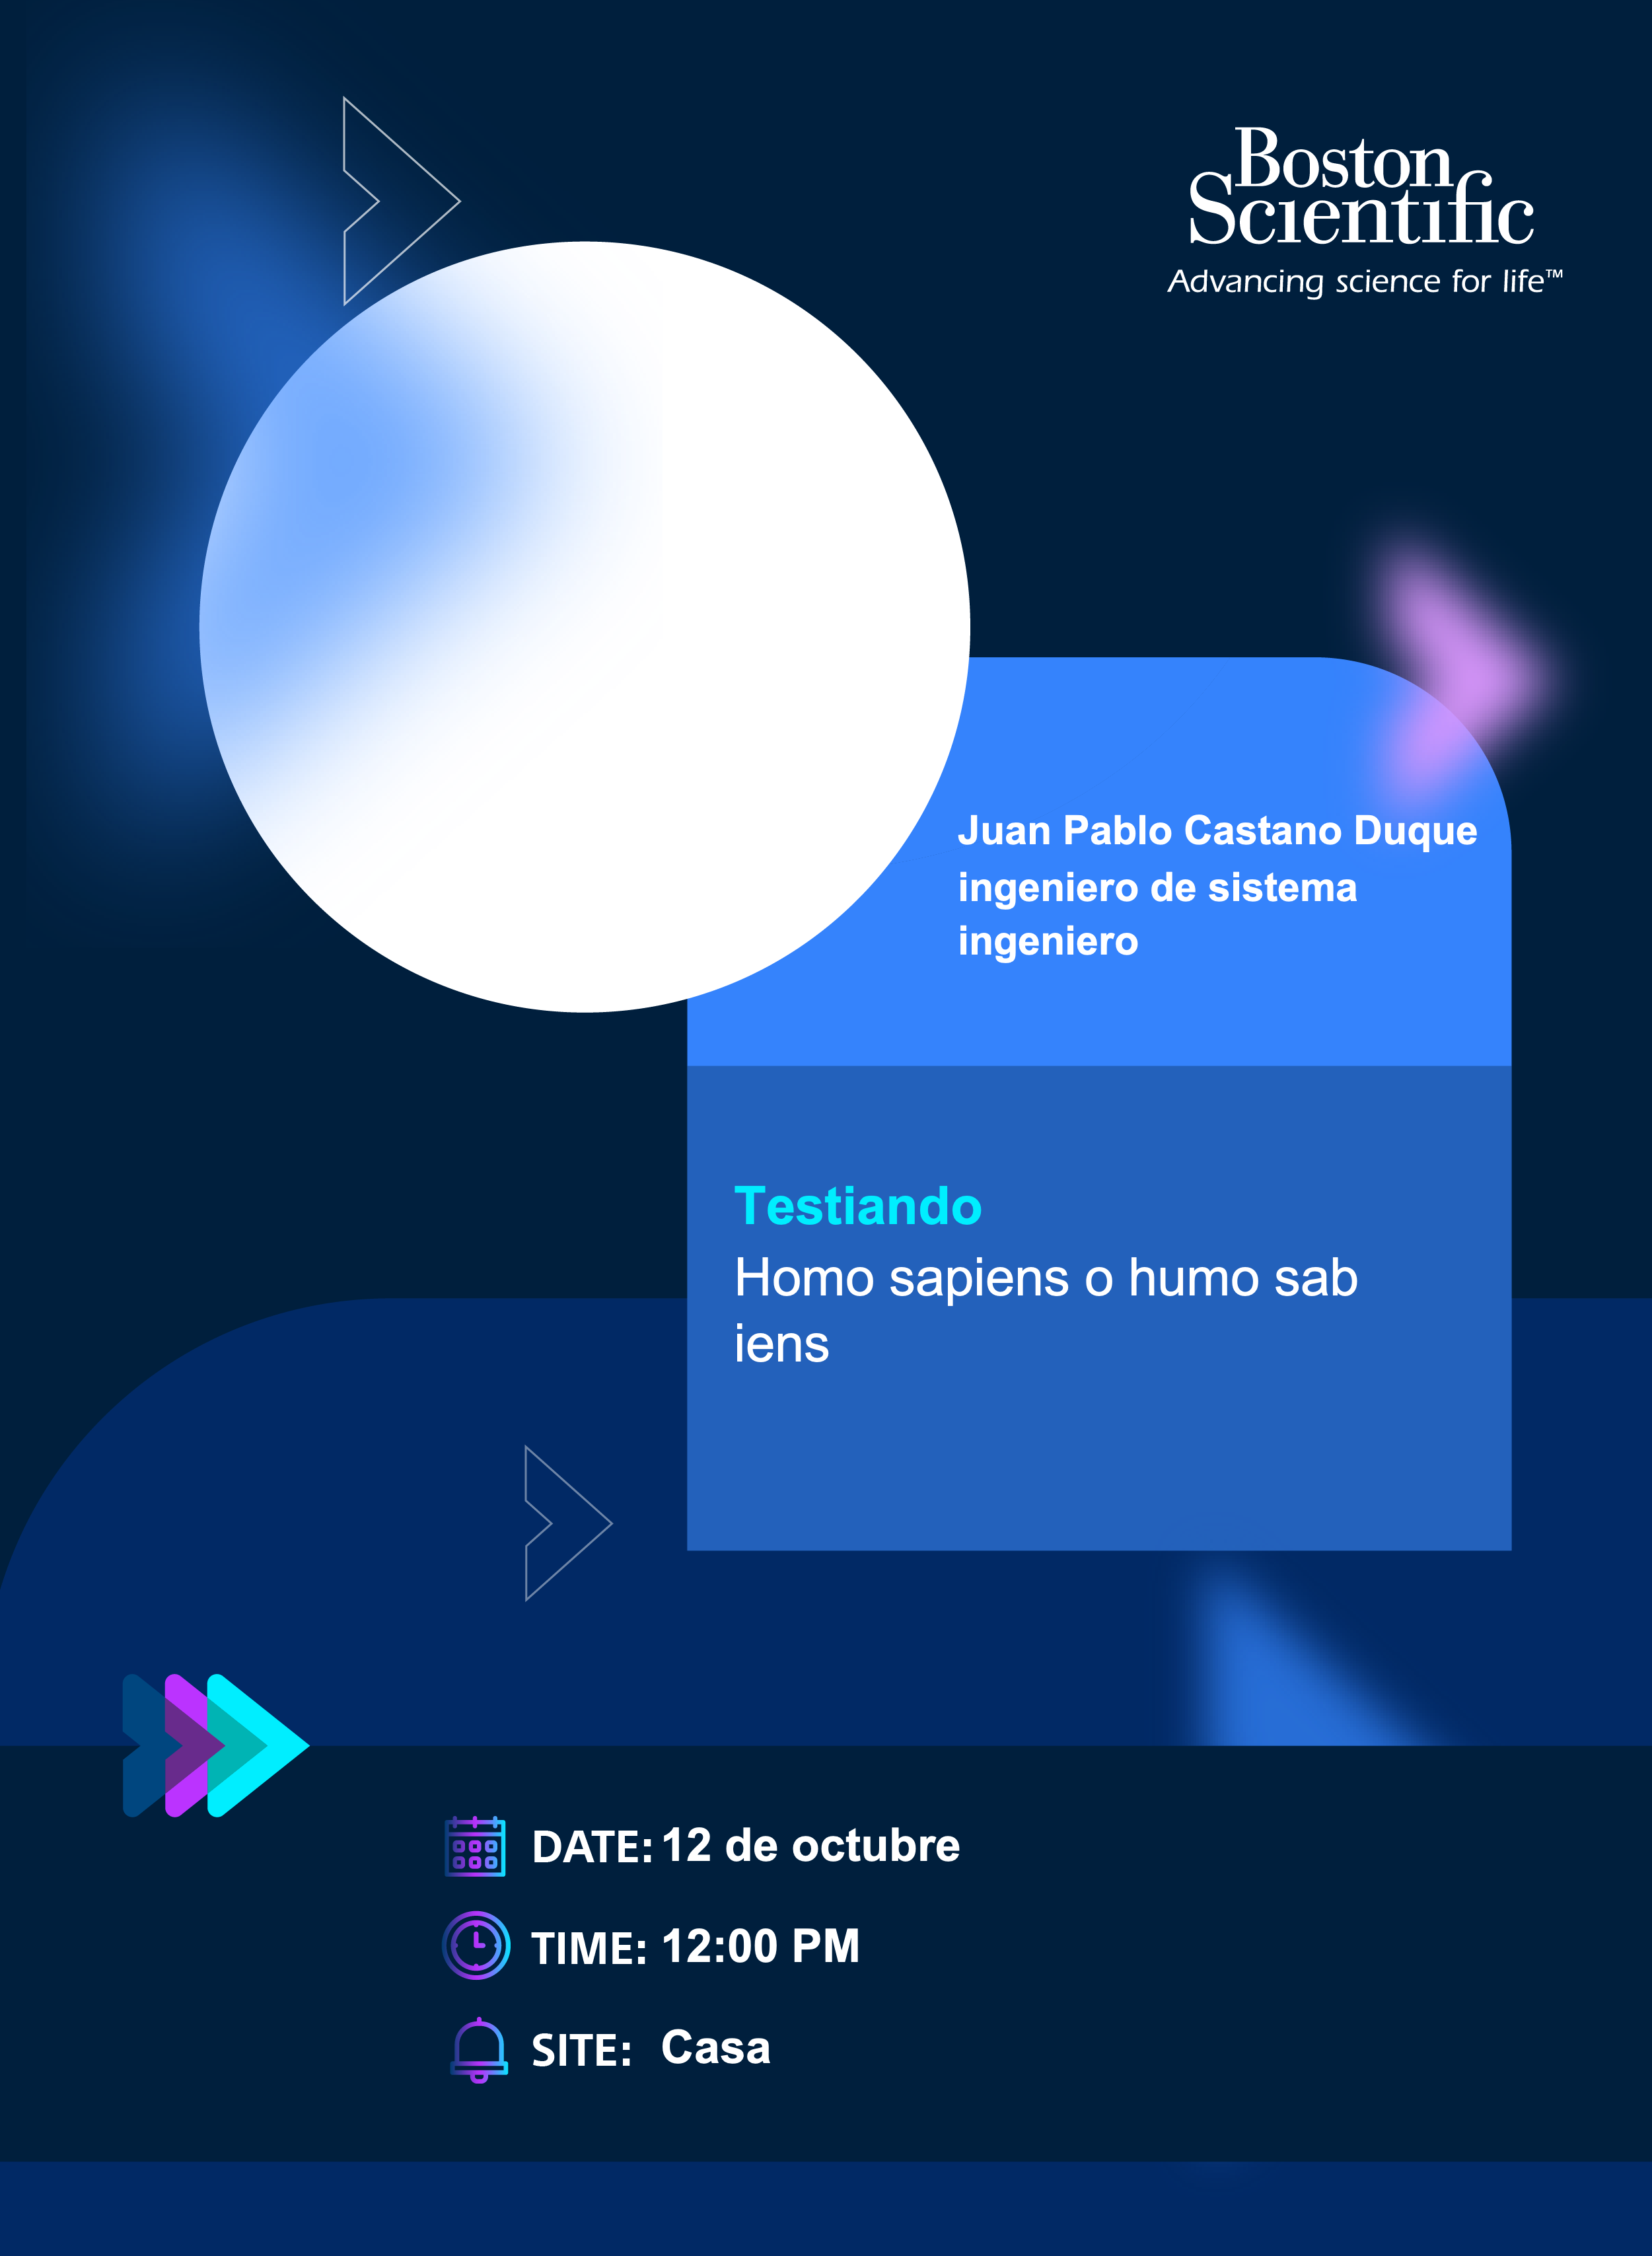 Boston
Scientific
Advancing science for life™
Juan Pablo Castano Duque
ingeniero de sistema
ingeniero
Testiando
Homo sapiens o humo sab
iens
DATE: 12 de octubre
TIME: 12:00 PM
SITE: Casa